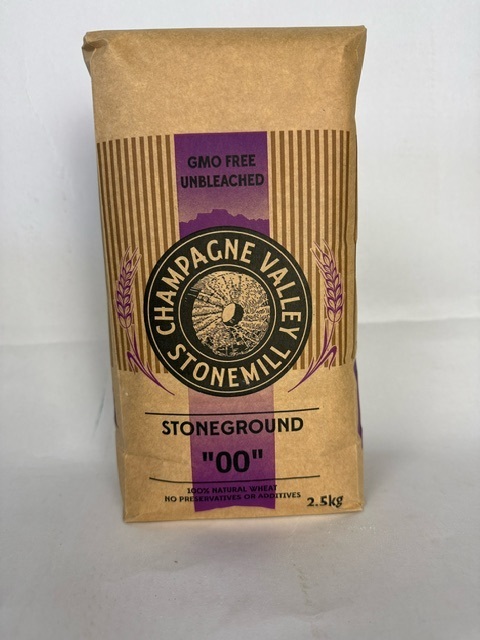 GMO FREE
UNBLEACHED
CHAMPAGNE VALLEY
STONEMILL
STONEGROUND
"00"
100% NATURAL WHEAT
NO PRESERVATIVES OR ADDITIVES
2.5kg